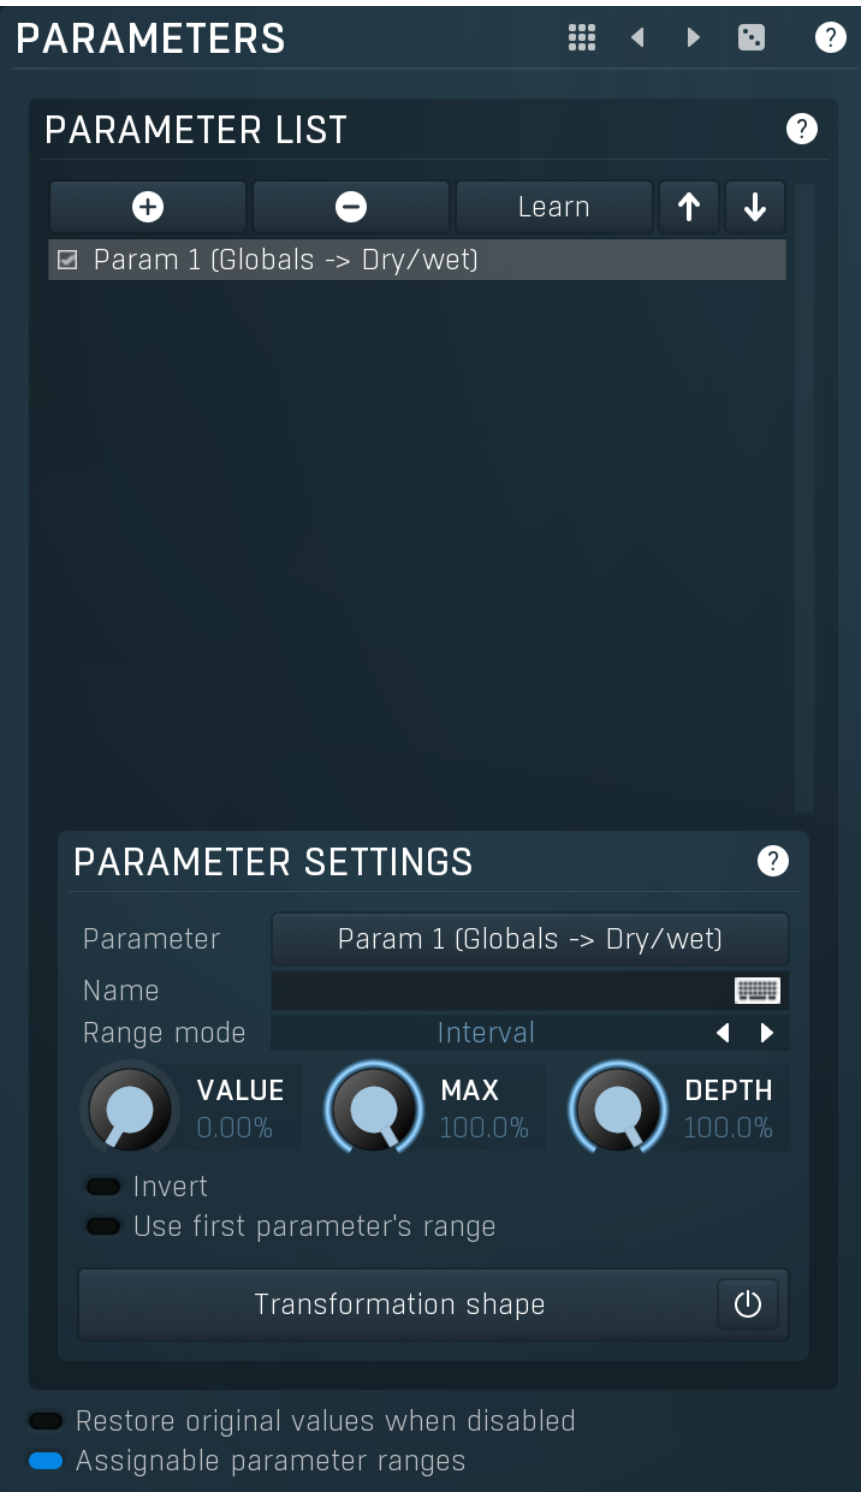 PARAMETERS
?
PARAMETER LIST
?
Learn
Param 1 (Globals -> Dry/wet)
PARAMETER SETTINGS
?
Parameter Param 1 (Globals -> Dry/wet)
Name
Range mode Interval
VALUE MAX DEPTH
0.00% 100.0% 100.0%
Invert
Use first parameter's range
Transformation shape
Restore original values when disabled
Assignable parameter ranges